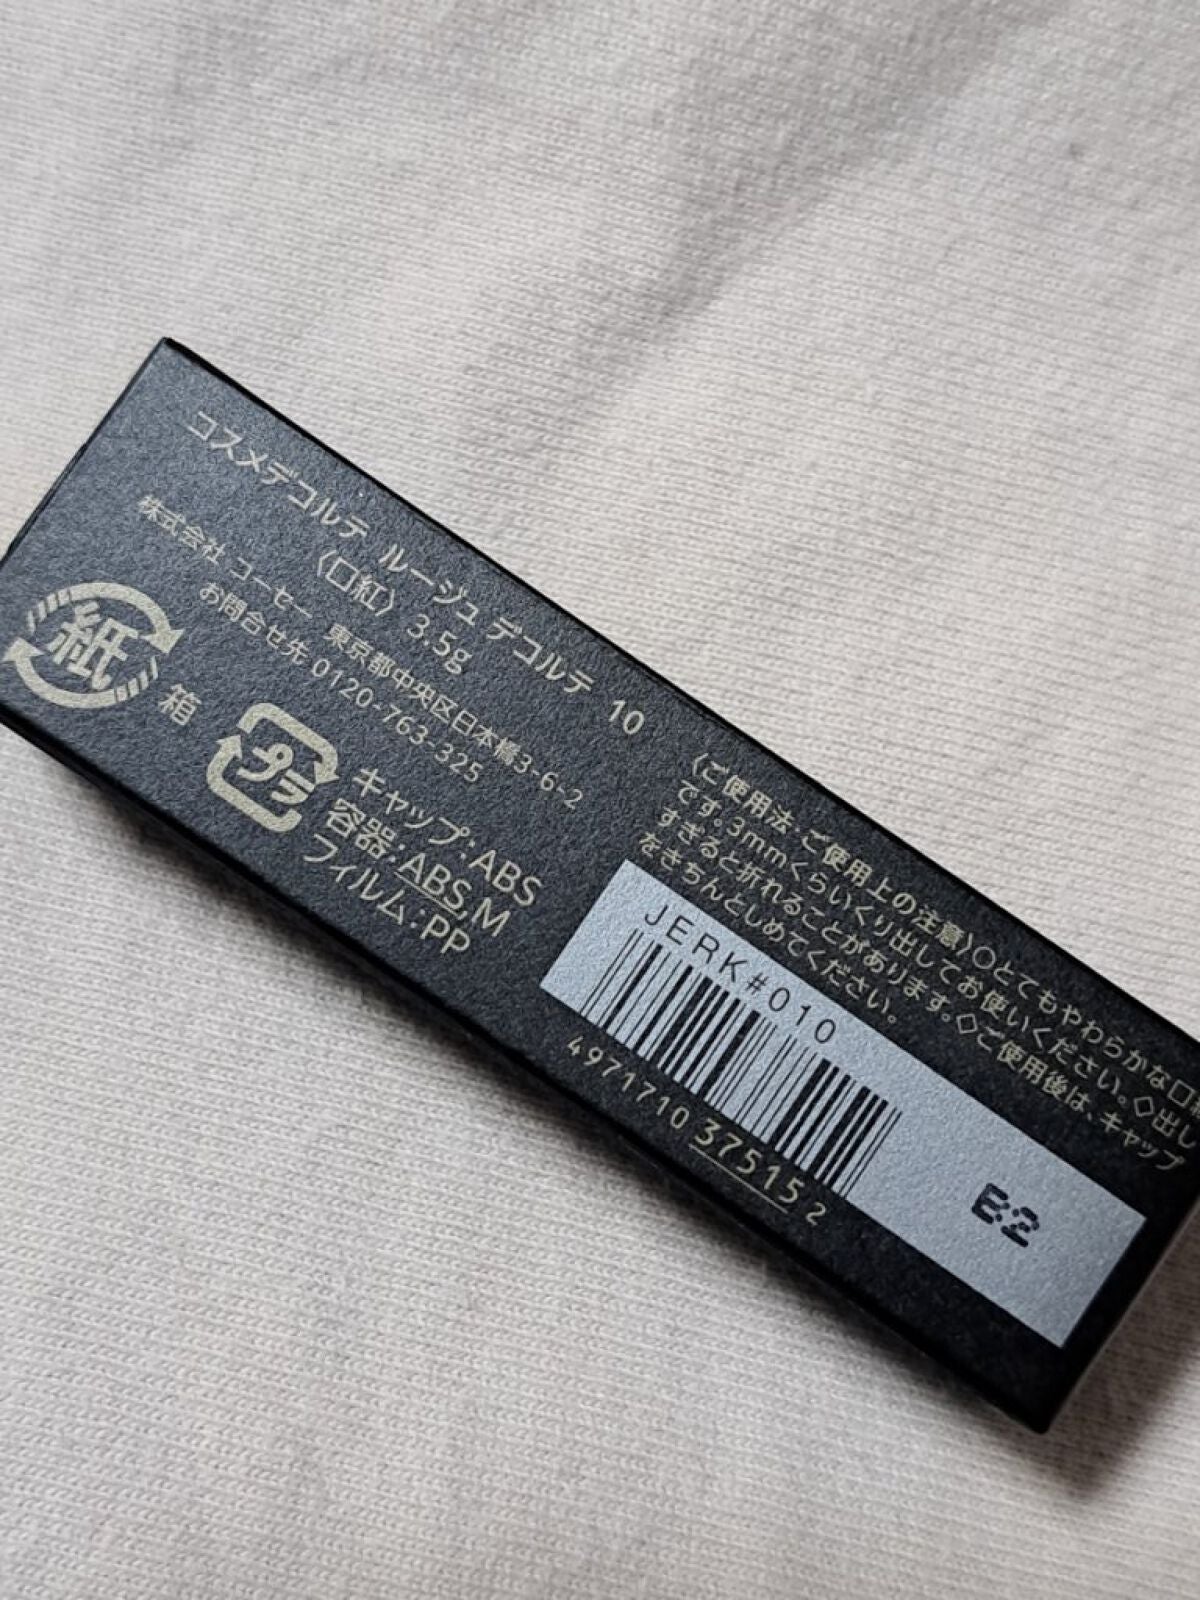 コスメデコルテ ルージュ デコルテ 10
〈口紅〉 3.5g
株式会社 コーセー 東京都中央区日本橋3-6-2
お問合せ先 0120-763-325
紙
箱
プラ
キャップ:ABS
容器:ABS,M
フィルム:PP
〈ご使用法・ご使用上の注意〉○とてもやわらかな口紅
です。3mmくらいくり出してお使いください。◇出し
すぎると折れることがあります。◇ご使用後は、キャップ
をきちんとしめてください。
JERK#010
4971710 375152
E2